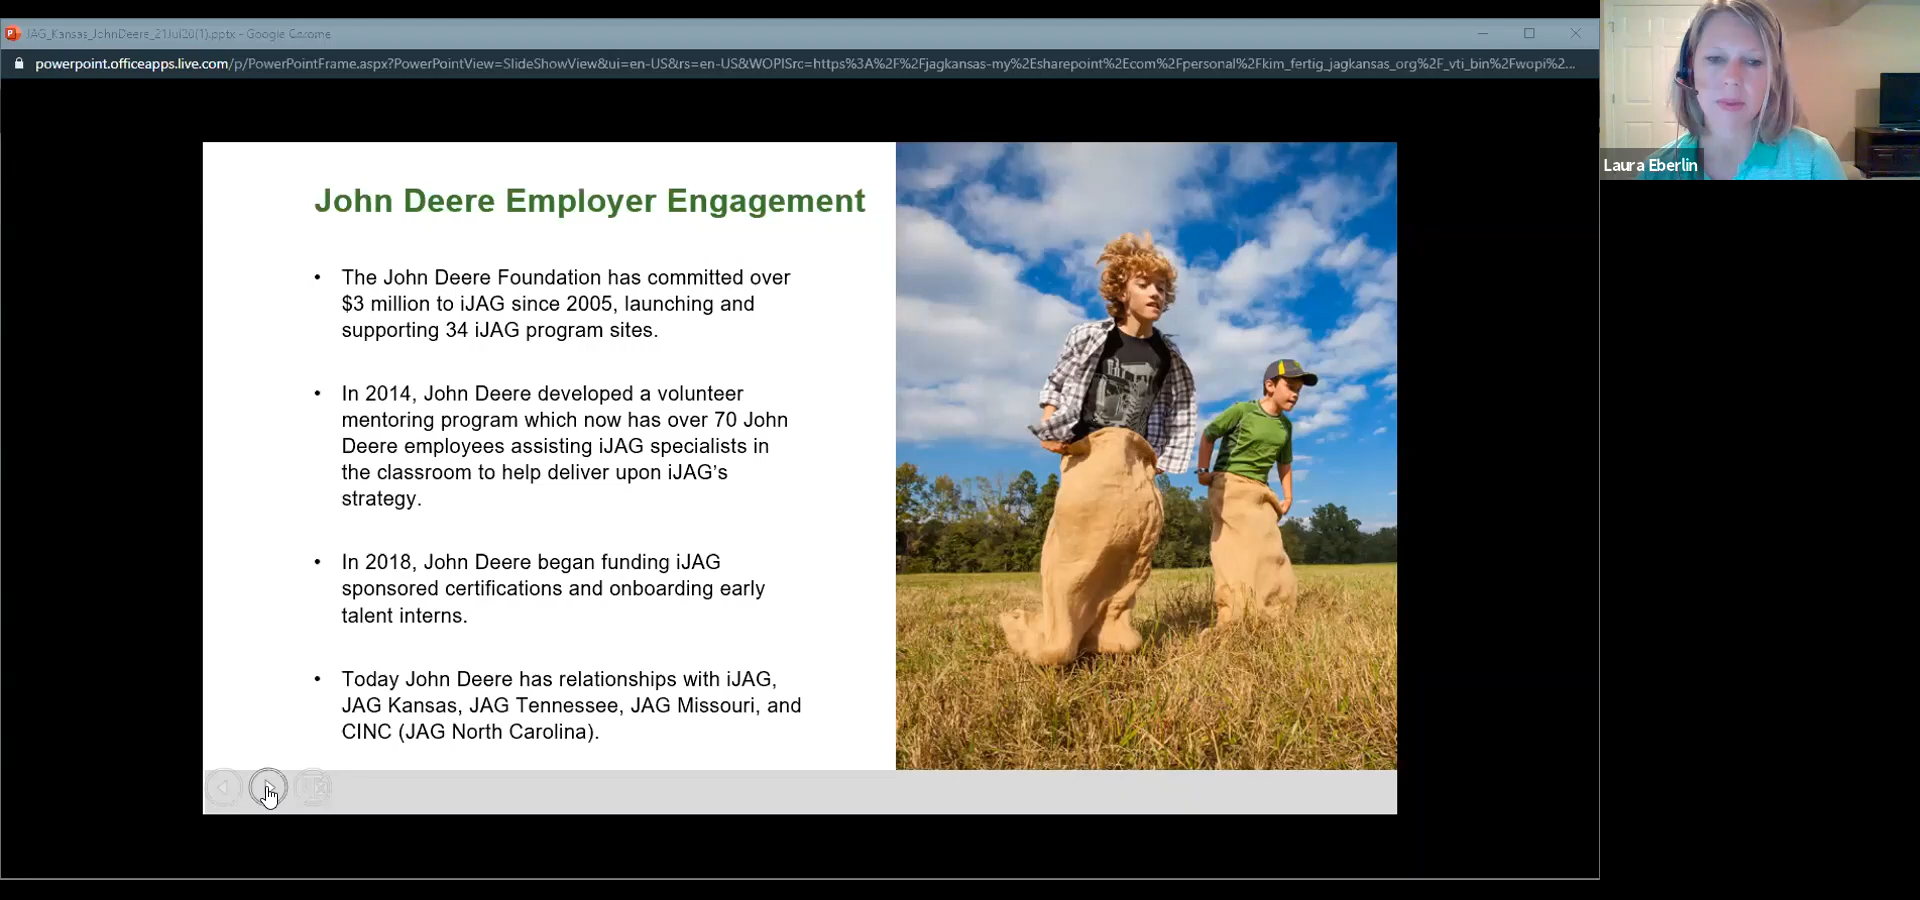 JAG_Kansas_JohnDeere_21Jul20(1).pptx - Google Chrome
powerpoint.officeapps.live.com/p/PowerPointFrame.aspx?PowerPointView=SlideShowView&ui=en-US&rs=en-US&WOPISrc=https%3A%2F%2Fjagkansas-my%2Esharepoint%2Ecom%2Fpersonal%2Fkim_fertig_jagkansas_org%2F_vti_bin%2Fwopi%2...
Laura Eberlin
John Deere Employer Engagement
• The John Deere Foundation has committed over
$3 million to iJAG since 2005, launching and
supporting 34 iJAG program sites.
• In 2014, John Deere developed a volunteer
mentoring program which now has over 70 John
Deere employees assisting iJAG specialists in
the classroom to help deliver upon iJAG’s
strategy.
• In 2018, John Deere began funding iJAG
sponsored certifications and onboarding early
talent interns.
• Today John Deere has relationships with iJAG,
JAG Kansas, JAG Tennessee, JAG Missouri, and
CINC (JAG North Carolina).